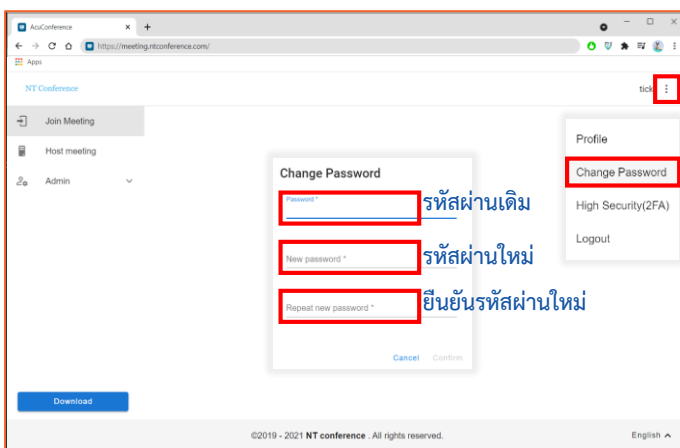 AcuConference
https://meeting.ntconference.com/
Apps
NT Conference
tick
Join Meeting
Host meeting
Admin
Profile
Change Password
High Security(2FA)
Logout
Change Password
Password *
รหัสผ่านเดิม
New password *
รหัสผ่านใหม่
Repeat new password *
ยืนยันรหัสผ่านใหม่
Cancel Confirm
Download
©2019 - 2021 NT conference . All rights reserved.
English